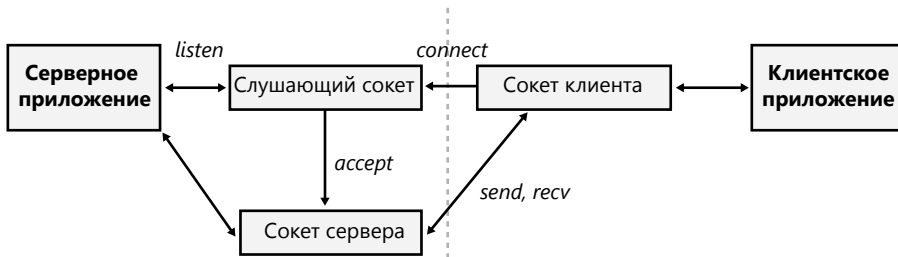 listen
connect
Серверное
приложение
Слушающий сокет
Сокет клиента
Клиентское
приложение
accept
send, recv
Сокет сервера